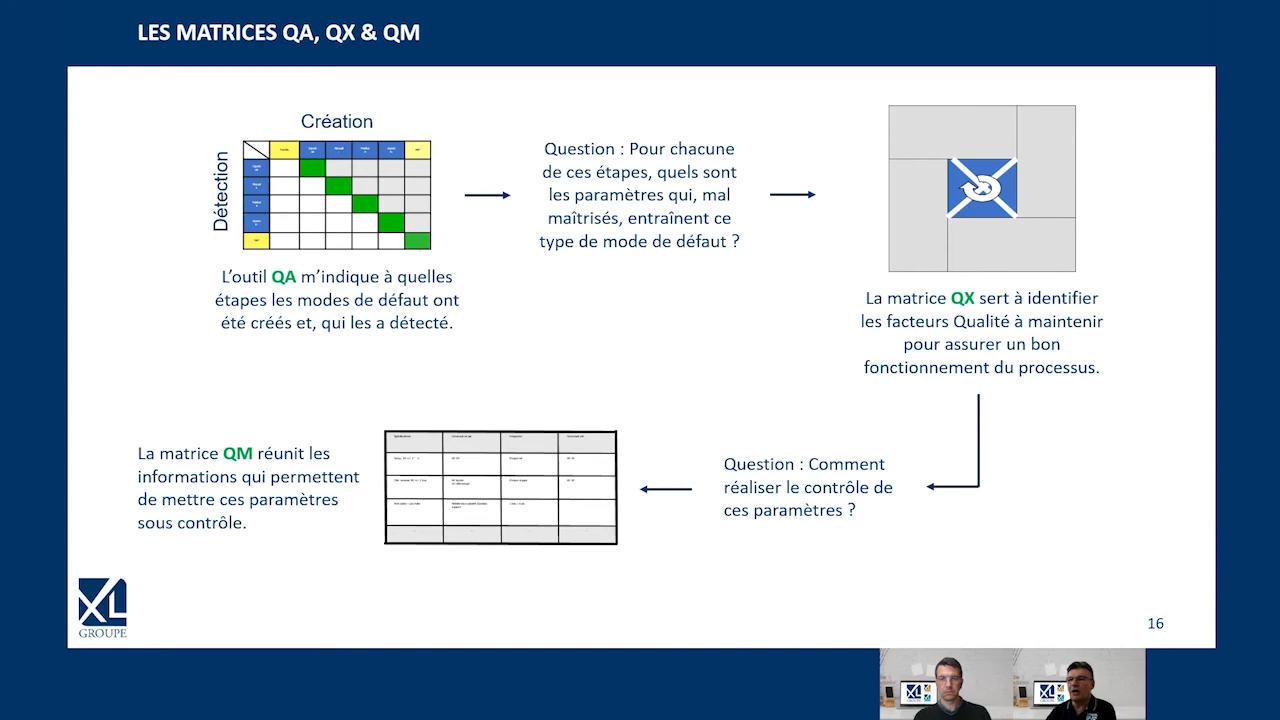 LES MATRICES QA, QX & QM
Création
Détection
L’outil QA m’indique à quelles
étapes les modes de défaut ont
été créés et, qui les a détecté.
Question : Pour chacune
de ces étapes, quels sont
les paramètres qui, mal
maîtrisés, entraînent ce
type de mode de défaut ?
La matrice QX sert à identifier
les facteurs Qualité à maintenir
pour assurer un bon
fonctionnement du processus.
Question : Comment
réaliser le contrôle de
ces paramètres ?
La matrice QM réunit les
informations qui permettent
de mettre ces paramètres
sous contrôle.
XL
GROUPE
16
XL
GROUPE
XL
GROUPE